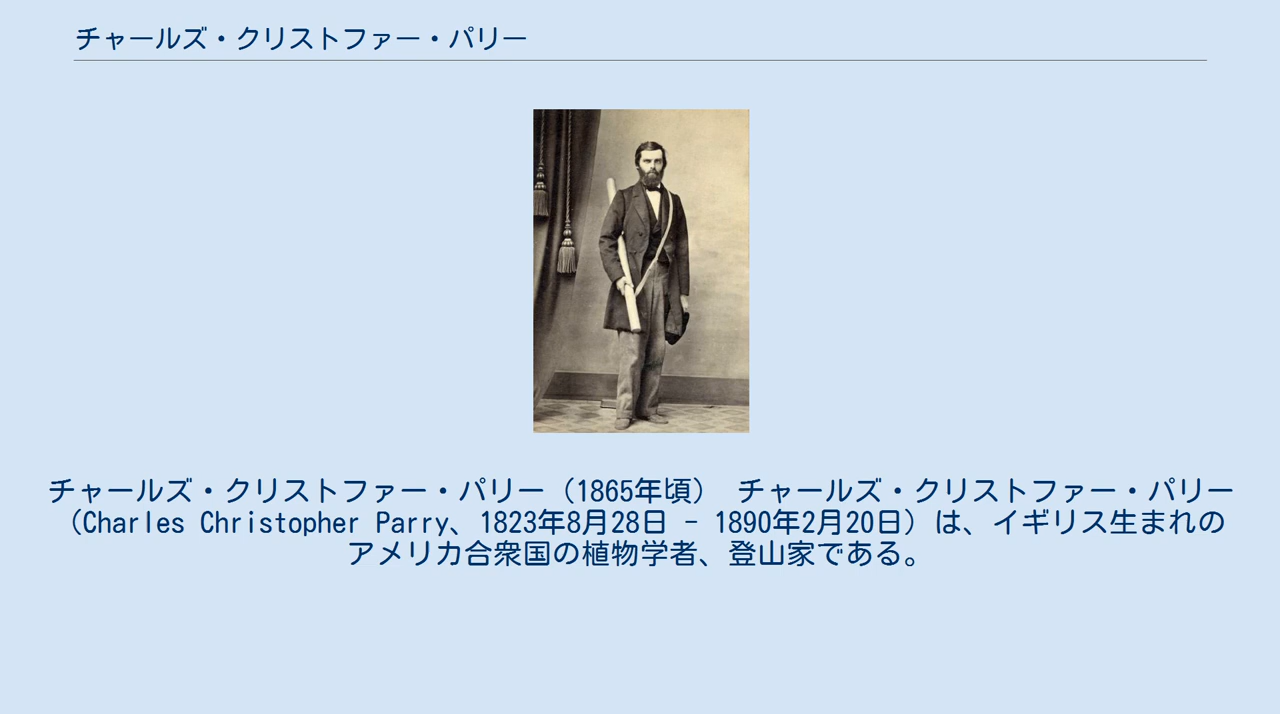 チャールズ・クリストファー・パリー
チャールズ・クリストファー・パリー（1865年頃） チャールズ・クリストファー・パリー
（Charles Christopher Parry、1823年8月28日 - 1890年2月20日）は、イギリス生まれの
アメリカ合衆国の植物学者、登山家である。